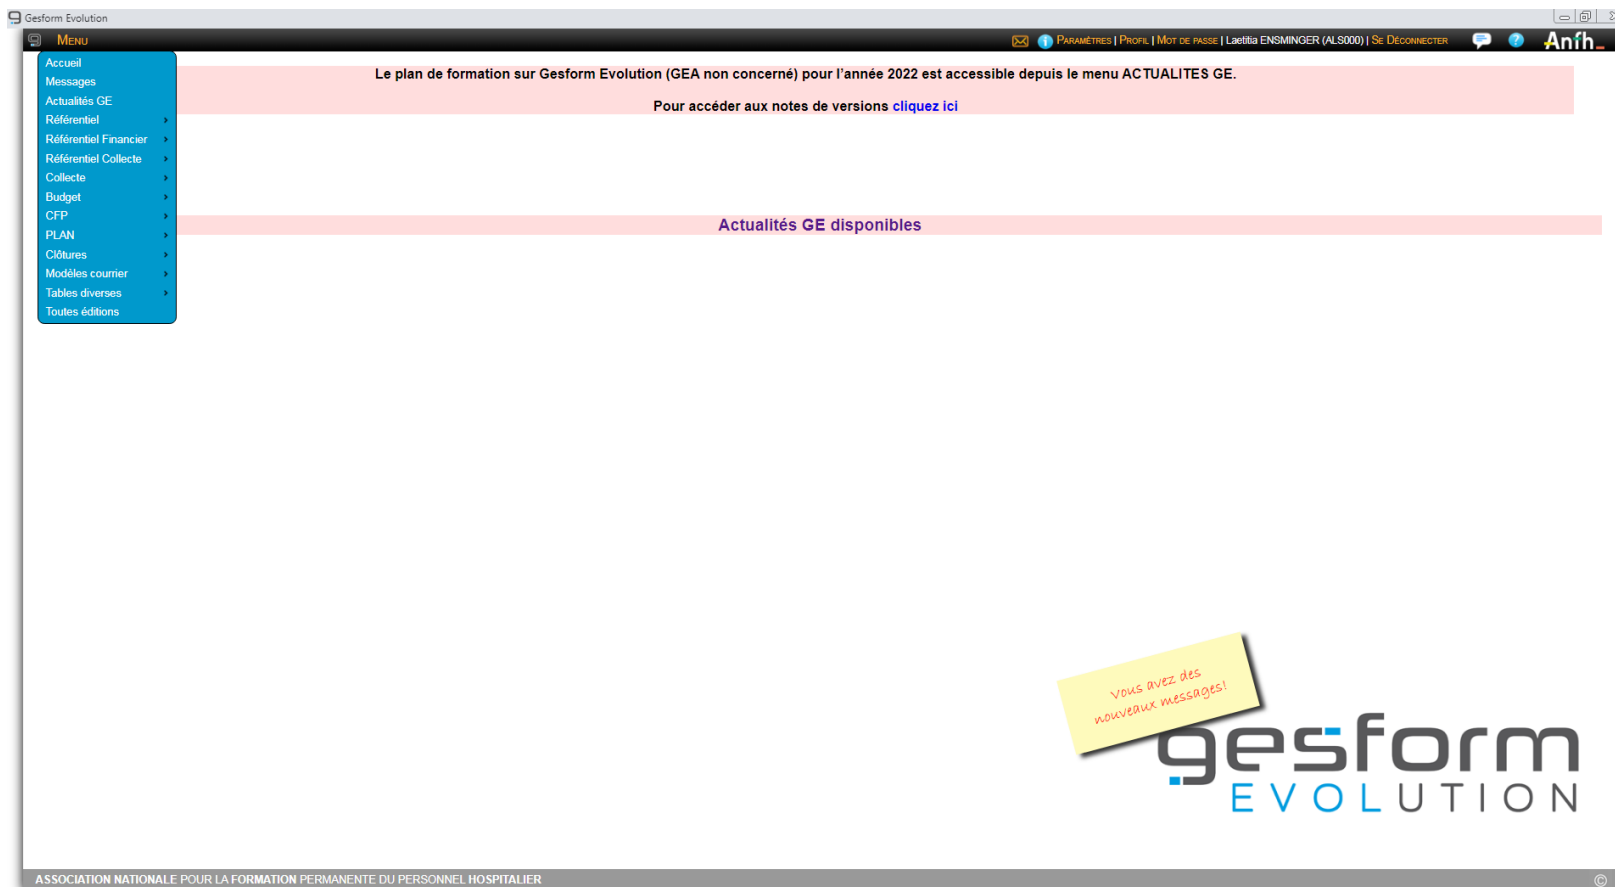 Gesform Evolution
Menu
Paramètres | Profil | Mot de passe | Laetitia ENSMINGER (ALS000) | Se Déconnecter
Anfh
Accueil
Messages
Actualités GE
Référentiel
Référentiel Financier
Référentiel Collecte
Collecte
Budget
CFP
PLAN
Clôtures
Modèles courrier
Tables diverses
Toutes éditions
Le plan de formation sur Gesform Evolution (GEA non concerné) pour l'année 2022 est accessible depuis le menu ACTUALITES GE.
Pour accéder aux notes de versions cliquez ici
Actualités GE disponibles
Vous avez des
nouveaux messages!
gesform
EVOLUTION
ASSOCIATION NATIONALE POUR LA FORMATION PERMANENTE DU PERSONNEL HOSPITALIER
©